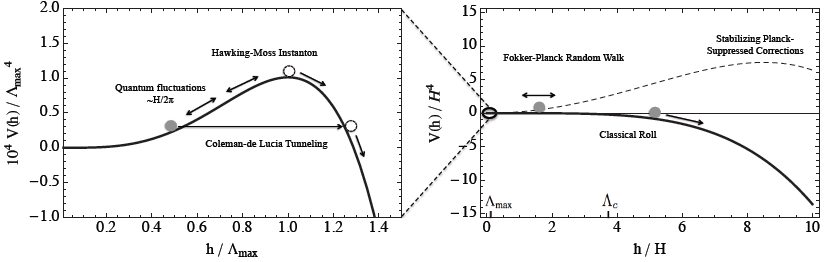 2.0
1.5
1.0
0.5
0.0
−0.5
−1.0
10⁴ V(h) / Λmax⁴
Hawking-Moss Instanton
Quantum fluctuations
~H/2π
Coleman-de Lucia Tunneling
0.2 0.4 0.6 0.8 1.0 1.2 1.4
h / Λmax
15
10
5
0
−5
−10
−15
V(h) / H⁴
Stabilizing Planck-
Suppressed Corrections
Fokker-Planck Random Walk
Classical Roll
Λmax Λc
0 2 4 6 8 10
h / H